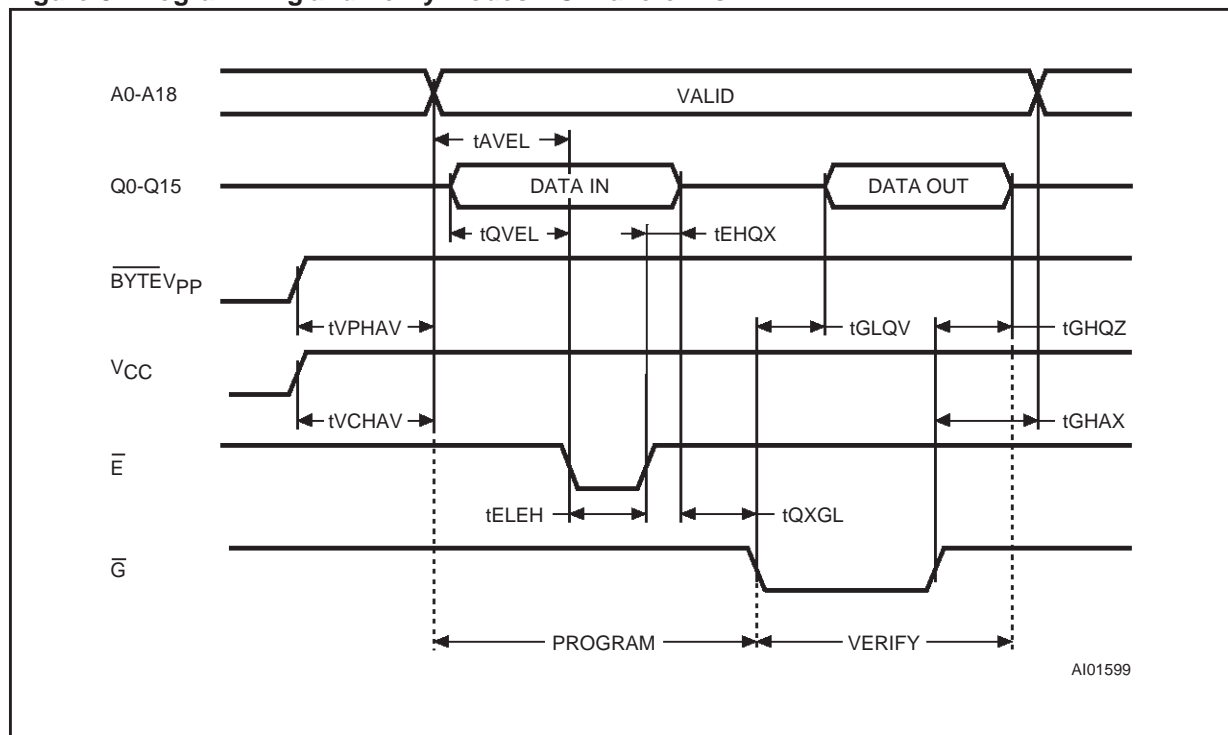 A0-A18
VALID
tAVEL
Q0-Q15
DATA IN
DATA OUT
tQVEL
tEHQX
BYTEVPP
tVPHAV
tGLQV
tGHQZ
VCC
tVCHAV
tGHAX
E
tELEH
tQXGL
G
PROGRAM
VERIFY
AI01599